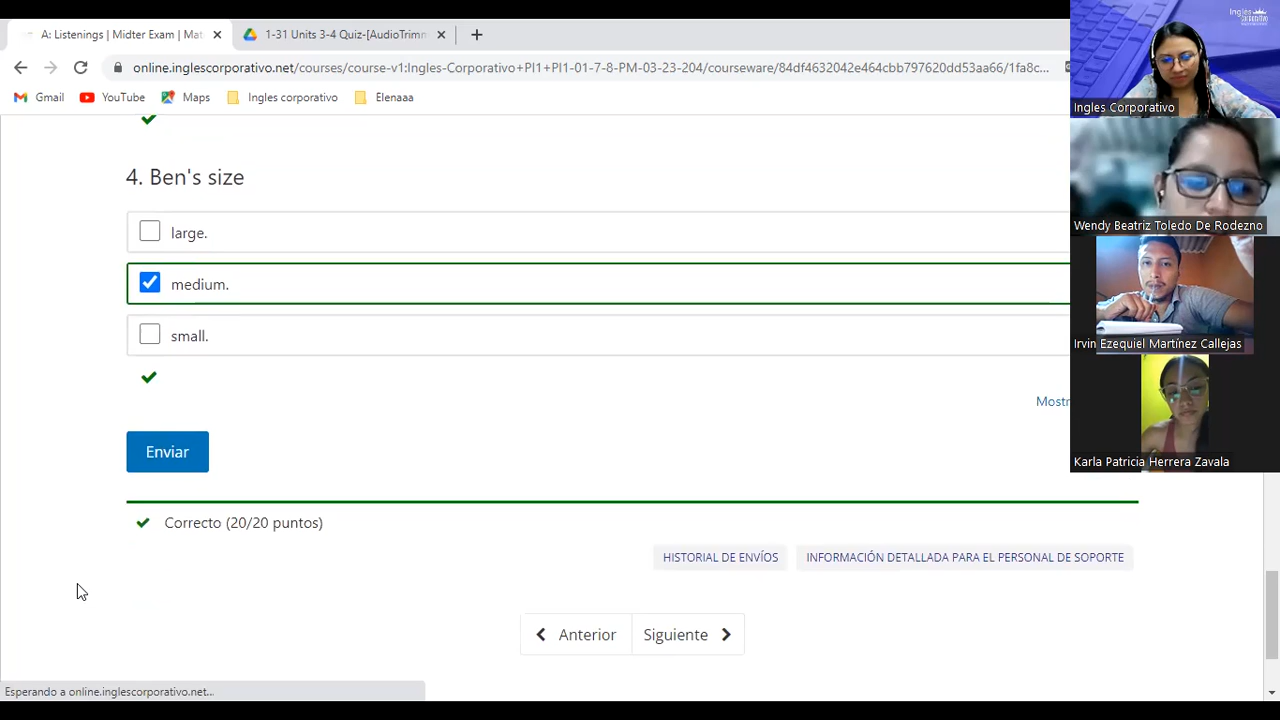 A: Listenings | Midter Exam | Mat
1-31 Units 3-4 Quiz-[AudioTrimm
online.inglescorporativo.net/courses/course-v1:Ingles-Corporativo+PI1+PI1-01-7-8-PM-03-23-204/courseware/84df4632042e464cbb797620dd53aa66/1fa8c...
Gmail
YouTube
Maps
Ingles corporativo
Elenaaa
4. Ben's size
large.
medium.
small.
Mostr
Enviar
Correcto (20/20 puntos)
HISTORIAL DE ENVÍOS
INFORMACIÓN DETALLADA PARA EL PERSONAL DE SOPORTE
Anterior
Siguiente
Esperando a online.inglescorporativo.net...
Ingles Corporativo
Wendy Beatriz Toledo De Rodezno
Irvin Ezequiel Martínez Callejas
Karla Patricia Herrera Zavala